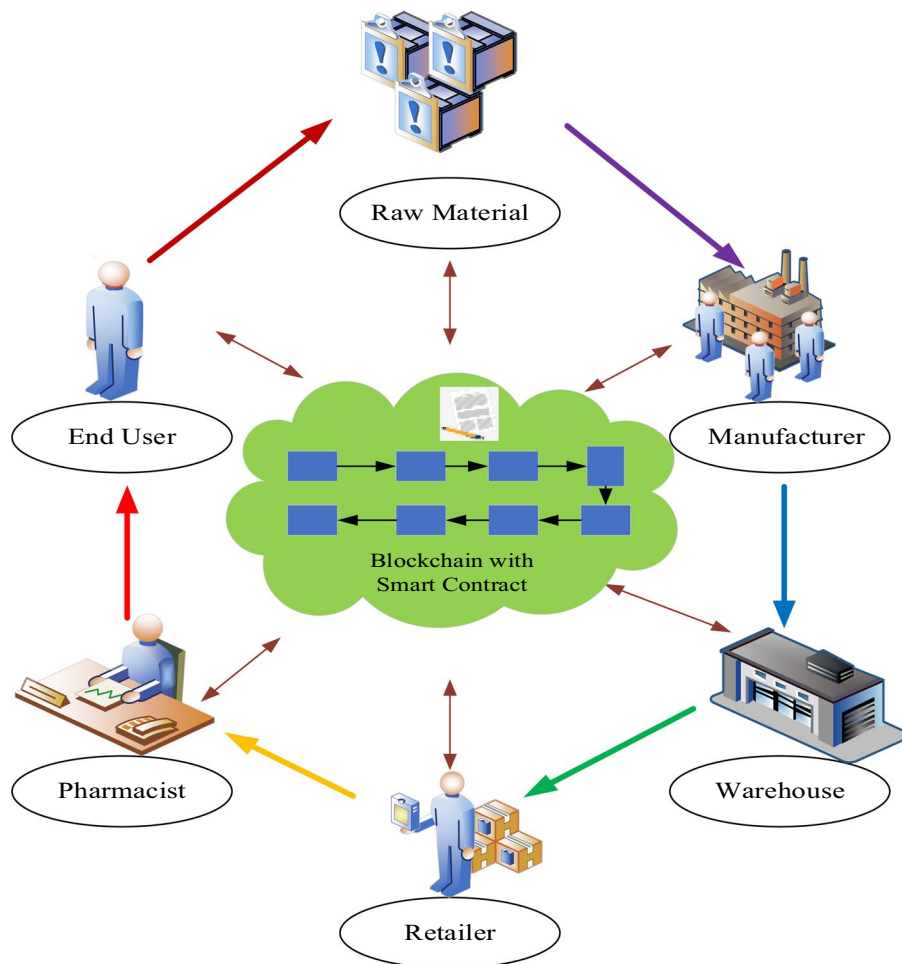 Raw Material
End User
Manufacturer
Blockchain with
Smart Contract
Pharmacist
Warehouse
Retailer